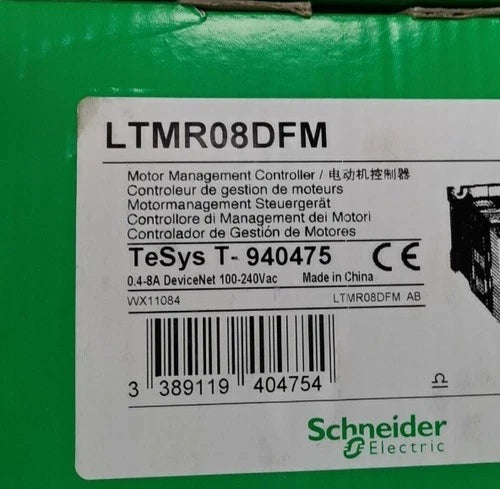 LTMR08DFM
Motor Management Controller / 电动机控制器
Controleur de gestion de moteurs
Motormanagement Steuergerät
Controllore di Management dei Motori
Controlador de Gestión de Motores
TeSys T- 940475 CE
0.4-8A DeviceNet 100-240Vac Made in China
WX11084 LTMR08DFM AB
3 389119 404754
Schneider
Electric